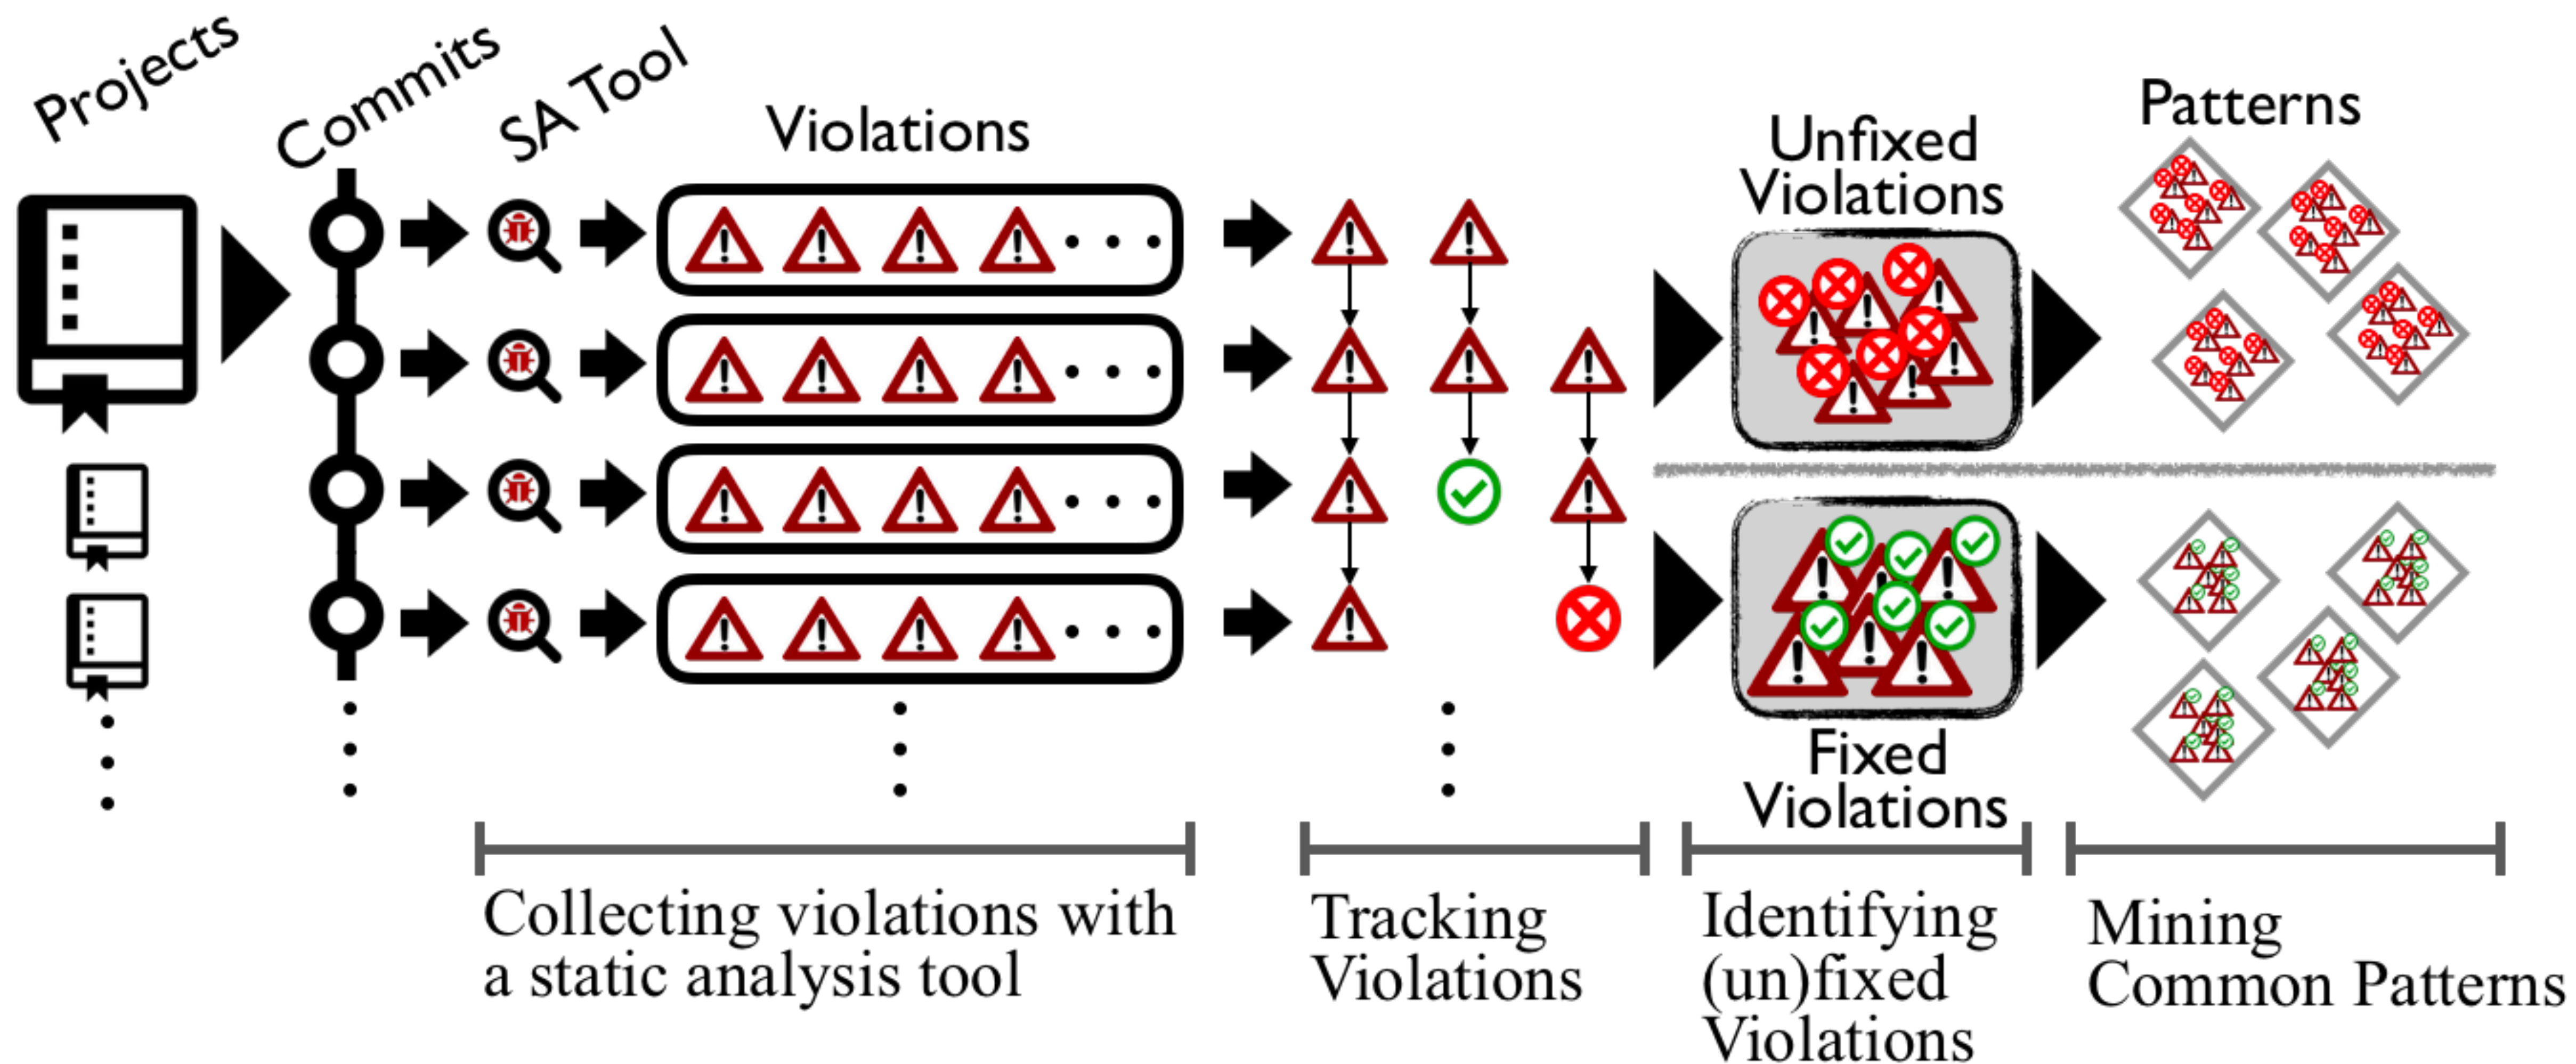 Projects
Commits
SA Tool
Violations
Unfixed
Violations
Patterns
Fixed
Violations
Collecting violations with
a static analysis tool
Tracking
Violations
Identifying
(un)fixed
Violations
Mining
Common Patterns